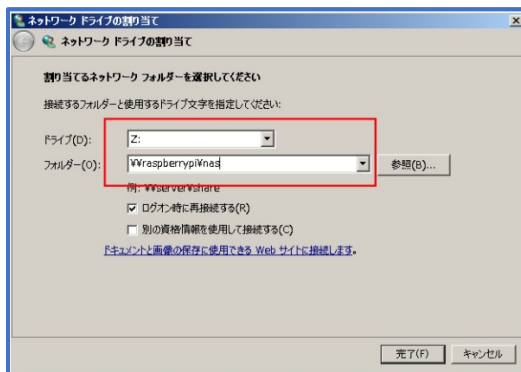 ネットワーク ドライブの割り当て
ネットワーク ドライブの割り当て
割り当てるネットワーク フォルダーを選択してください
接続するフォルダーと使用するドライブ文字を指定してください:
ドライブ(D): Z:
フォルダー(O): ¥¥raspberrypi¥nas 参照(B)...
例: ¥¥server¥share
ログオン時に再接続する(R)
別の資格情報を使用して接続する(C)
ドキュメントと画像の保存に使用できる Web サイトに接続します。
完了(F) キャンセル